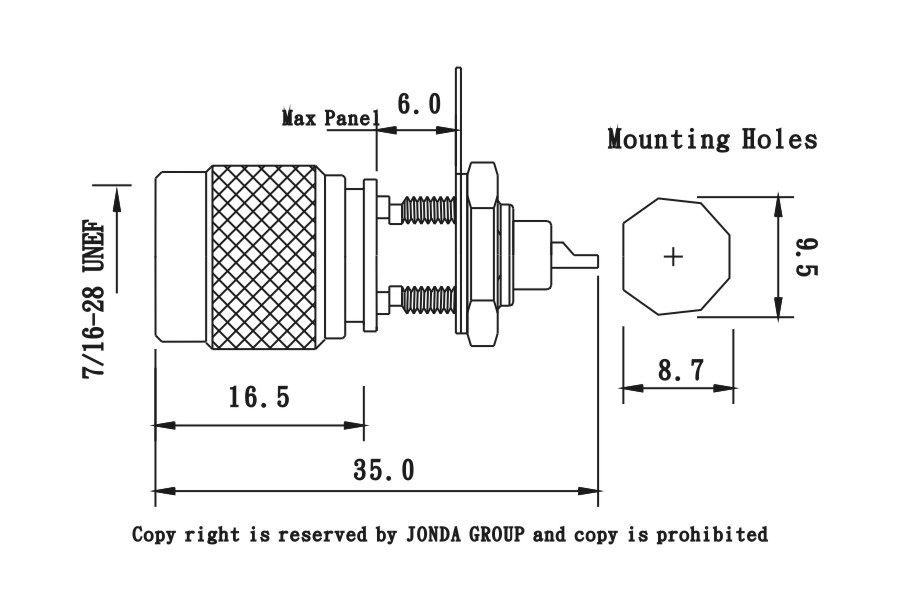 Max Panel
6.0
Mounting Holes
7/16-28 UNEF
9.5
8.7
16.5
35.0
Copy right is reserved by JONDA GROUP and copy is prohibited